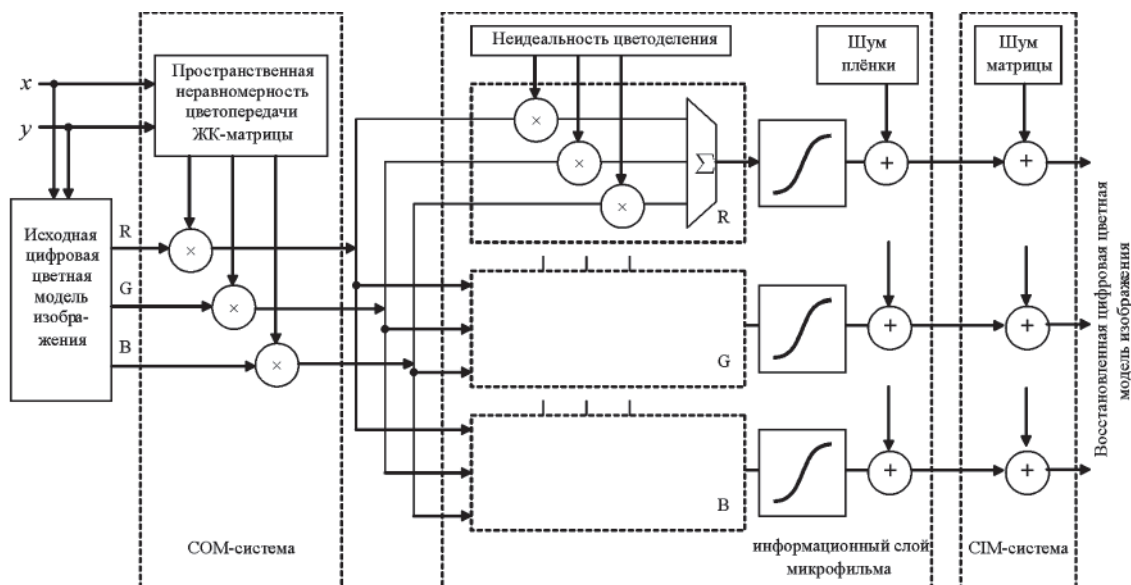 Неидеальность цветоделения
Шум
плёнки
Шум
матрицы
x
y
Пространственная
неравномерность
цветопередачи
ЖК-матрицы
×
×
×
Σ
R
+
+
Исходная
цифровая
цветная
модель
изобра-
жения
R
G
B
×
×
×
G
+
+
B
+
+
Восстановленная цифровая цветная
модель изображения
COM-система
информационный слой
микрофильма
CIM-система